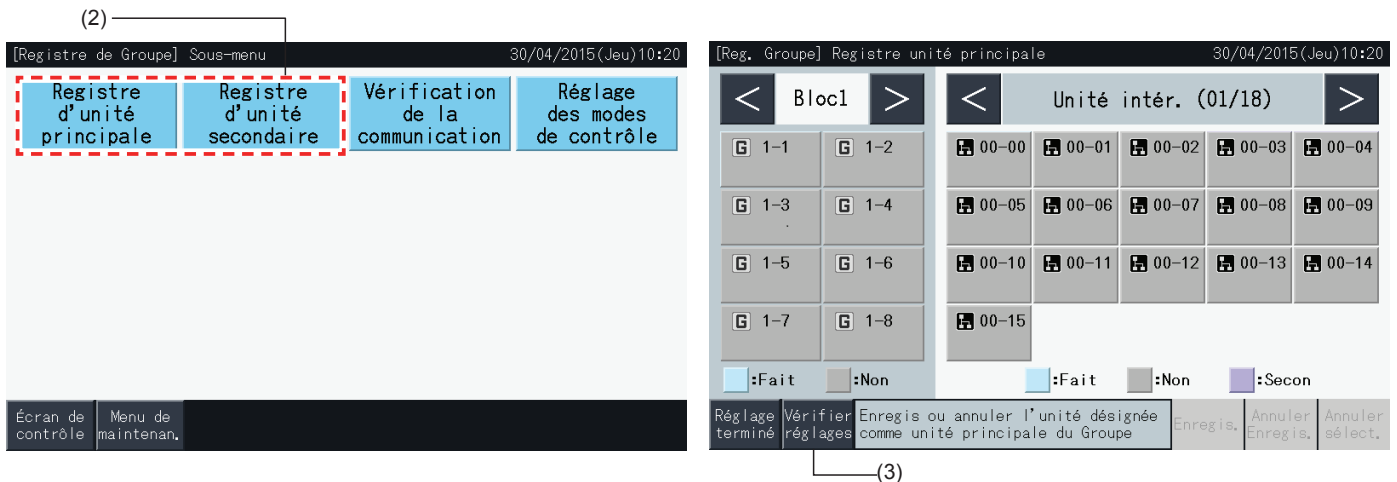 (2)
[Registre de Groupe] Sous-menu 30/04/2015(Jeu)10:20
Registre d'unité principale
Registre d'unité secondaire
Vérification de la communication
Réglage des modes de contrôle
Écran de contrôle
Menu de maintenan.
[Reg. Groupe] Registre unité principale 30/04/2015(Jeu)10:20
< Bloc1 >
< Unité intér. (01/18) >
G 1-1 G 1-2
G 1-3 G 1-4
G 1-5 G 1-6
G 1-7 G 1-8
:Fait :Non
00-00 00-01 00-02 00-03 00-04
00-05 00-06 00-07 00-08 00-09
00-10 00-11 00-12 00-13 00-14
00-15
:Fait :Non :Secon
Réglage terminé
Vérifier réglages
Enregis ou annuler l'unité désignée
comme unité principale du Groupe
Enregis.
Annuler Enregis.
Annuler sélect.
(3)